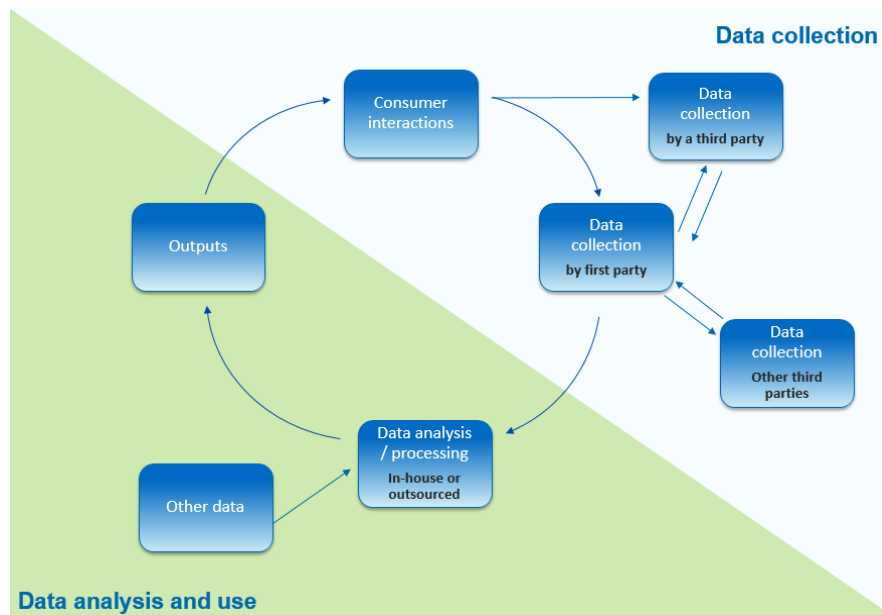 Data collection
Consumer
interactions
Data
collection
by a third party
Outputs
Data
collection
by first party
Data
collection
Other third
parties
Data analysis
/ processing
In-house or
outsourced
Other data
Data analysis and use